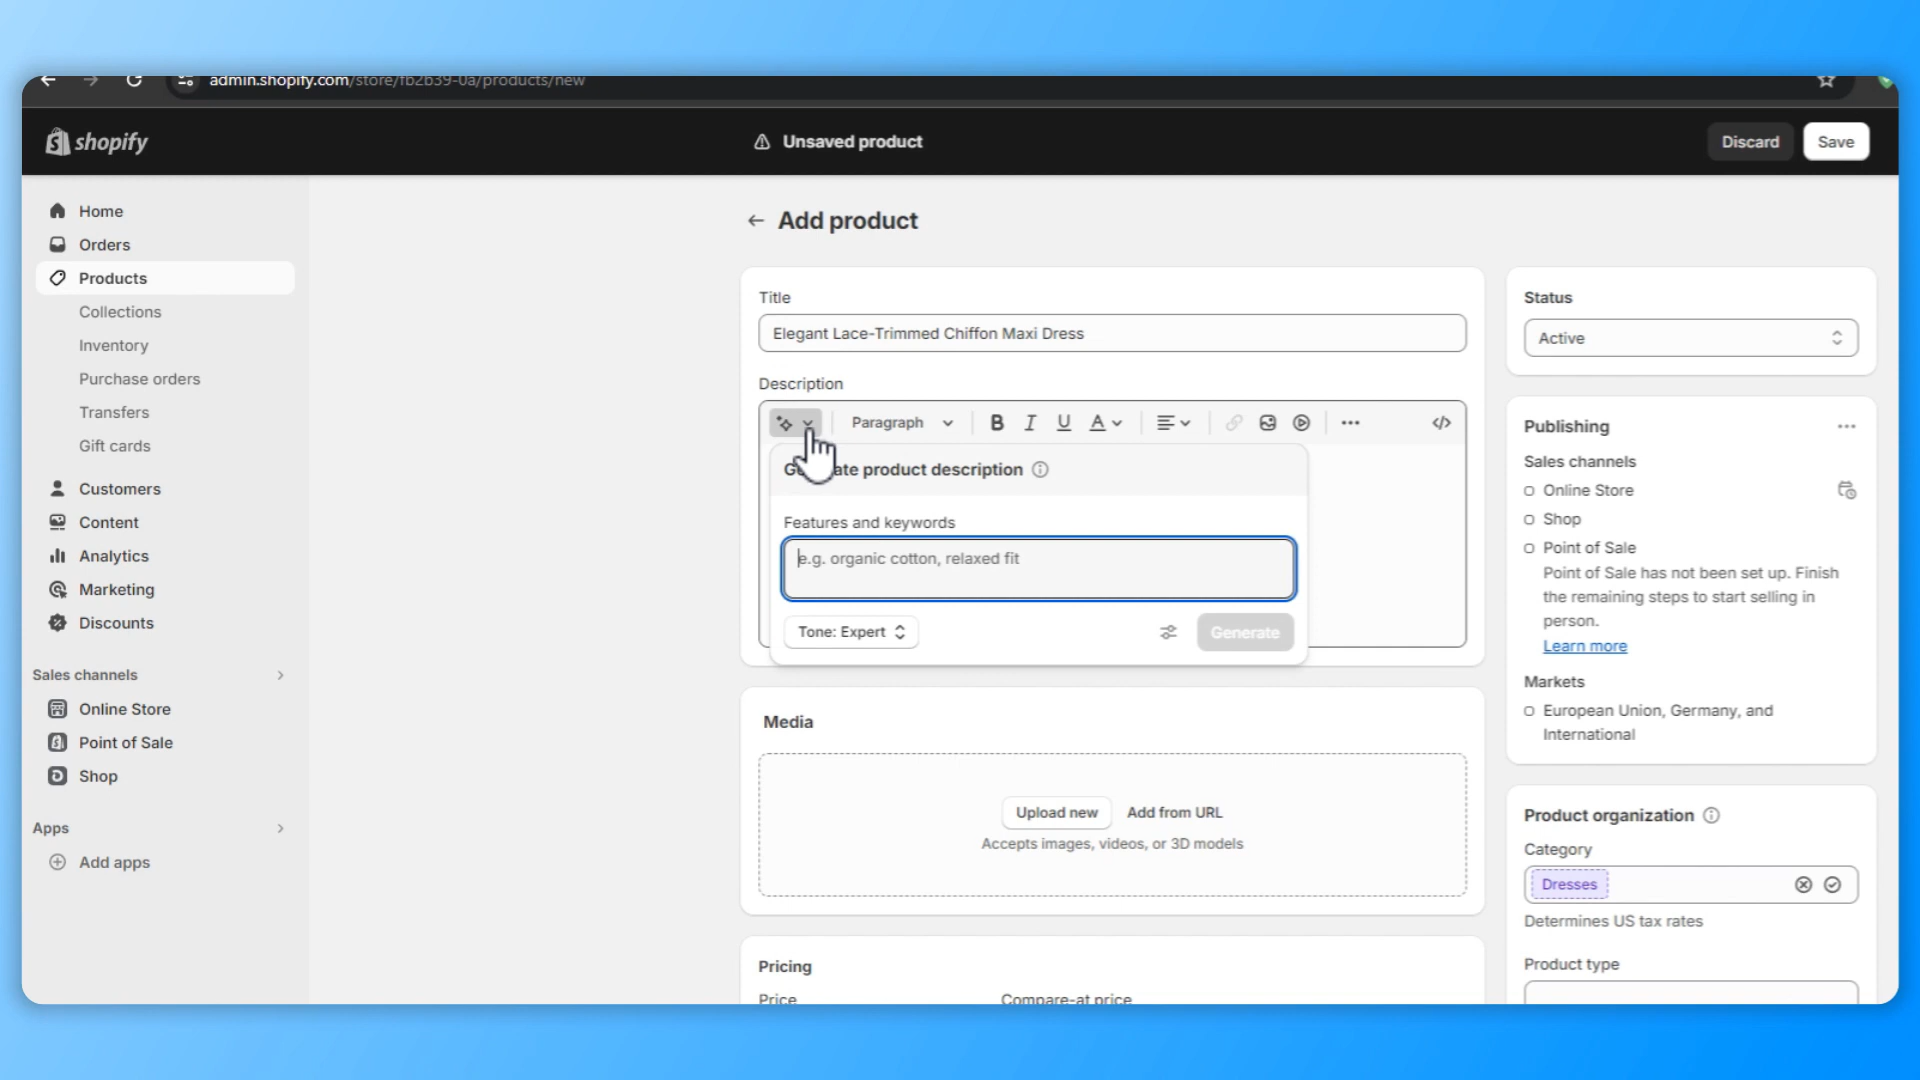 admin.shopify.com/store/fb2b39-0a/products/new
shopify
Unsaved product
Discard
Save
Home
Orders
Products
Collections
Inventory
Purchase orders
Transfers
Gift cards
Customers
Content
Analytics
Marketing
Discounts
Sales channels
Online Store
Point of Sale
Shop
Apps
Add apps
Add product
Title
Elegant Lace-Trimmed Chiffon Maxi Dress
Description
Paragraph
B I U A
product description
Features and keywords
e.g. organic cotton, relaxed fit
Tone: Expert
Generate
Media
Upload new
Add from URL
Accepts images, videos, or 3D models
Pricing
Price
Compare-at price
Status
Active
Publishing
Sales channels
Online Store
Shop
Point of Sale
Point of Sale has not been set up. Finish
the remaining steps to start selling in
person.
Learn more
Markets
European Union, Germany, and
International
Product organization
Category
Dresses
Determines US tax rates
Product type